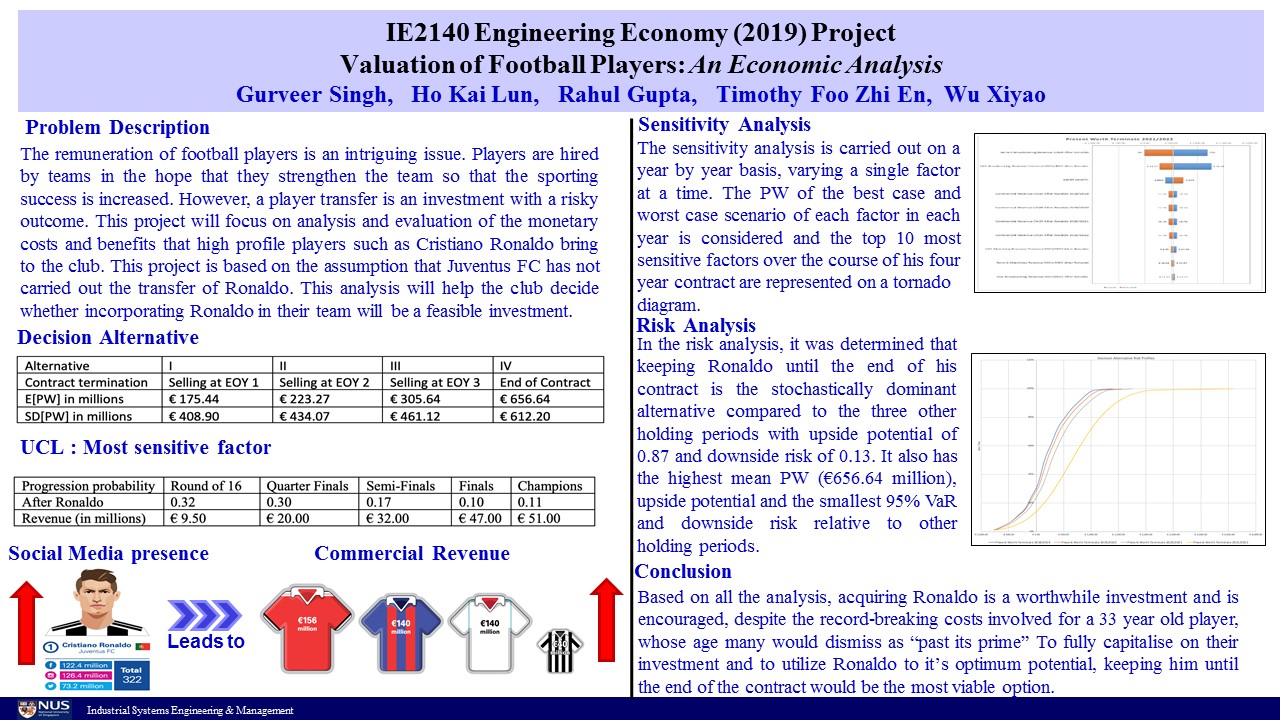 IE2140 Engineering Economy (2019) Project
Valuation of Football Players: An Economic Analysis
Gurveer Singh, Ho Kai Lun, Rahul Gupta, Timothy Foo Zhi En, Wu Xiyao
Problem Description
The remuneration of football players is an intriguing issue. Players are hired
by teams in the hope that they strengthen the team so that the sporting
success is increased. However, a player transfer is an investment with a risky
outcome. This project will focus on analysis and evaluation of the monetary
costs and benefits that high profile players such as Cristiano Ronaldo bring
to the club. This project is based on the assumption that Juventus FC has not
carried out the transfer of Ronaldo. This analysis will help the club decide
whether incorporating Ronaldo in their team will be a feasible investment.
Decision Alternative
Alternative I II III IV
Contract termination Selling at EOY 1 Selling at EOY 2 Selling at EOY 3 End of Contract
E[PW] in millions € 175.44 € 223.27 € 305.64 € 656.64
SD[PW] in millions € 408.90 € 434.07 € 461.12 € 612.20
UCL : Most sensitive factor
Progression probability Round of 16 Quarter Finals Semi-Finals Finals Champions
After Ronaldo 0.32 0.30 0.17 0.10 0.11
Revenue (in millions) € 9.50 € 20.00 € 32.00 € 47.00 € 51.00
Social Media presence
Commercial Revenue
Leads to
1 Cristiano Ronaldo
Juventus FC
122.4 million
126.4 million
73.2 million
Total
322
€156
million
€140
million
€140
million
Sensitivity Analysis
The sensitivity analysis is carried out on a
year by year basis, varying a single factor
at a time. The PW of the best case and
worst case scenario of each factor in each
year is considered and the top 10 most
sensitive factors over the course of his four
year contract are represented on a tornado
diagram.
Present Worth Terminate 2021/2022
Risk Analysis
In the risk analysis, it was determined that
keeping Ronaldo until the end of his
contract is the stochastically dominant
alternative compared to the three other
holding periods with upside potential of
0.87 and downside risk of 0.13. It also has
the highest mean PW (€656.64 million),
upside potential and the smallest 95% VaR
and downside risk relative to other
holding periods.
Decision Alternative Risk Profiles
Conclusion
Based on all the analysis, acquiring Ronaldo is a worthwhile investment and is
encouraged, despite the record-breaking costs involved for a 33 year old player,
whose age many would dismiss as “past its prime” To fully capitalise on their
investment and to utilize Ronaldo to it’s optimum potential, keeping him until
the end of the contract would be the most viable option.
NUS
National University
of Singapore
Industrial Systems Engineering & Management